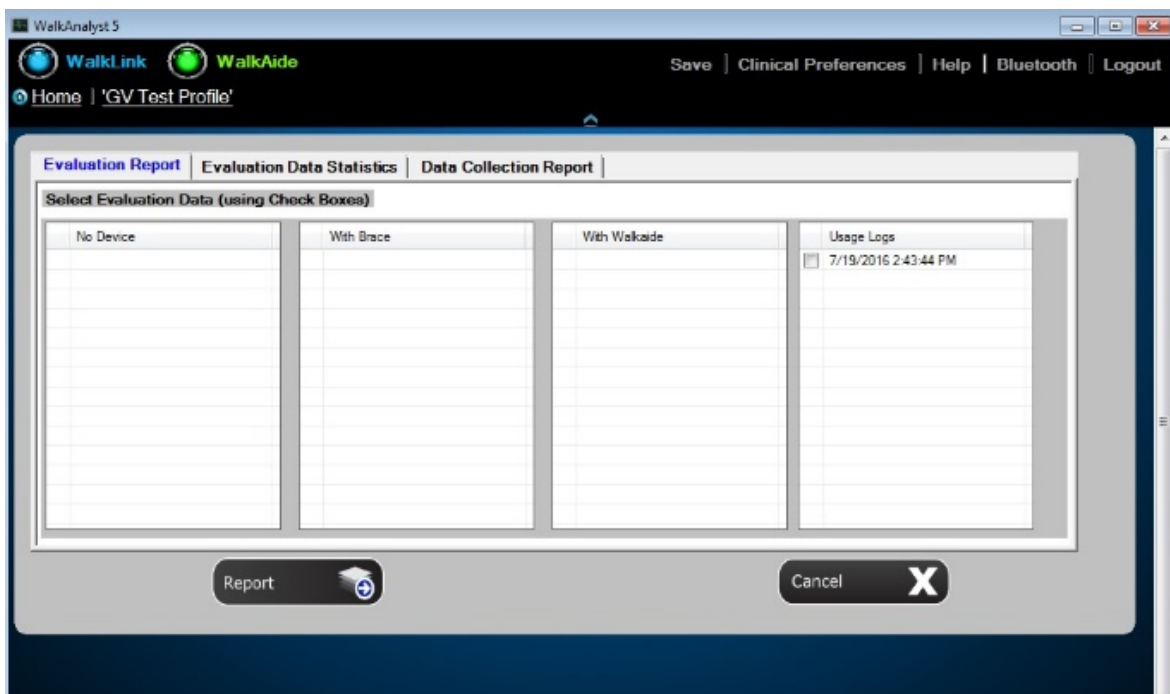 WalkAnalyst 5
WalkLink WalkAide Save | Clinical Preferences | Help | Bluetooth | Logout
Home | 'GV Test Profile'
Evaluation Report | Evaluation Data Statistics | Data Collection Report |
Select Evaluation Data (using Check Boxes)
No Device With Brace With Walkaide Usage Logs
7/19/2016 2:43:44 PM
Report Cancel X